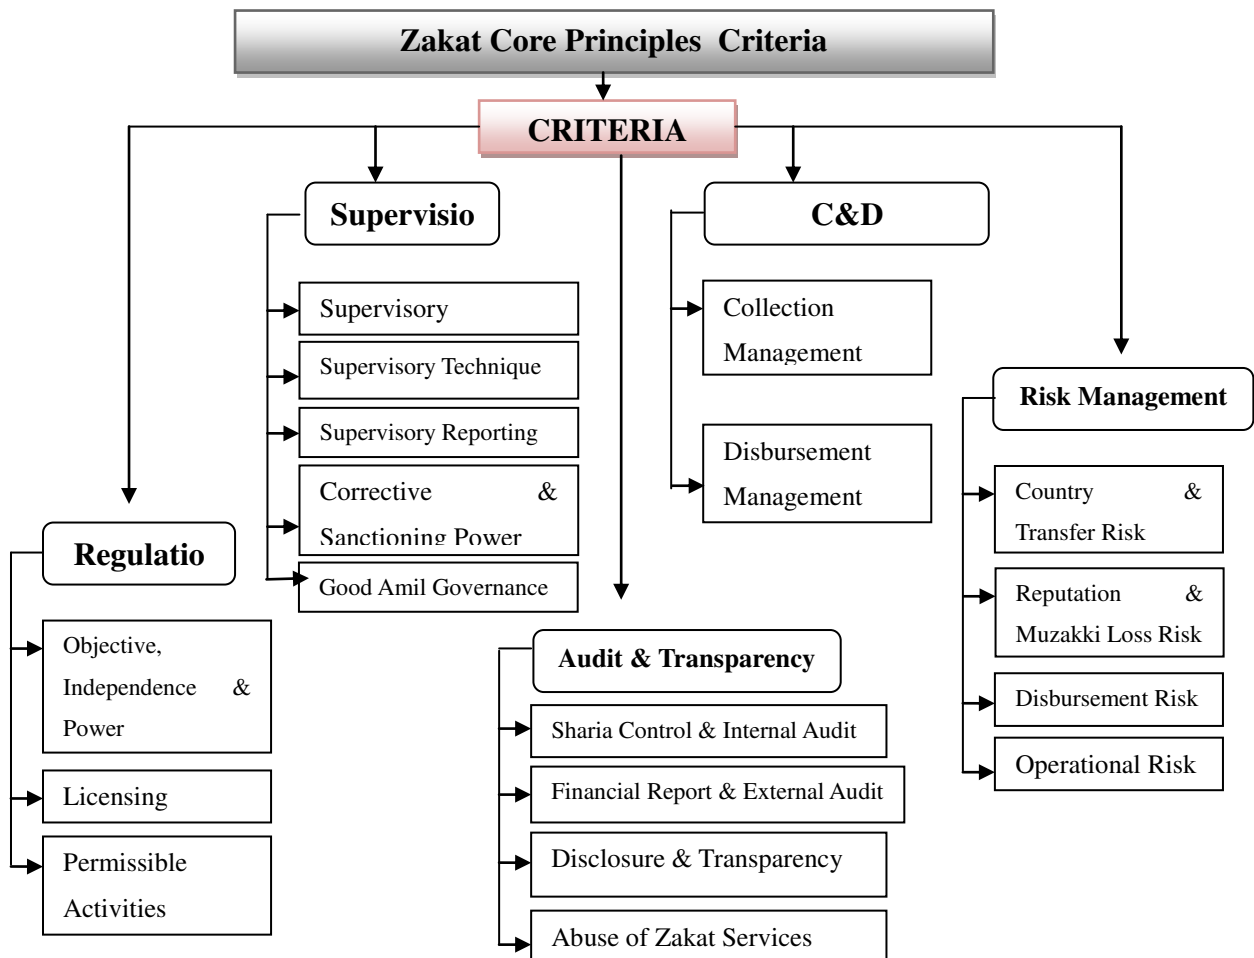 Zakat Core Principles Criteria
CRITERIA
Supervisio
Supervisory
Supervisory Technique
Supervisory Reporting
Corrective &
Sanctioning Power
Good Amil Governance
C&D
Collection
Management
Disbursement
Management
Risk Management
Country &
Transfer Risk
Reputation &
Muzakki Loss Risk
Disbursement Risk
Operational Risk
Regulatio
Objective,
Independence &
Power
Licensing
Permissible
Activities
Audit & Transparency
Sharia Control & Internal Audit
Financial Report & External Audit
Disclosure & Transparency
Abuse of Zakat Services